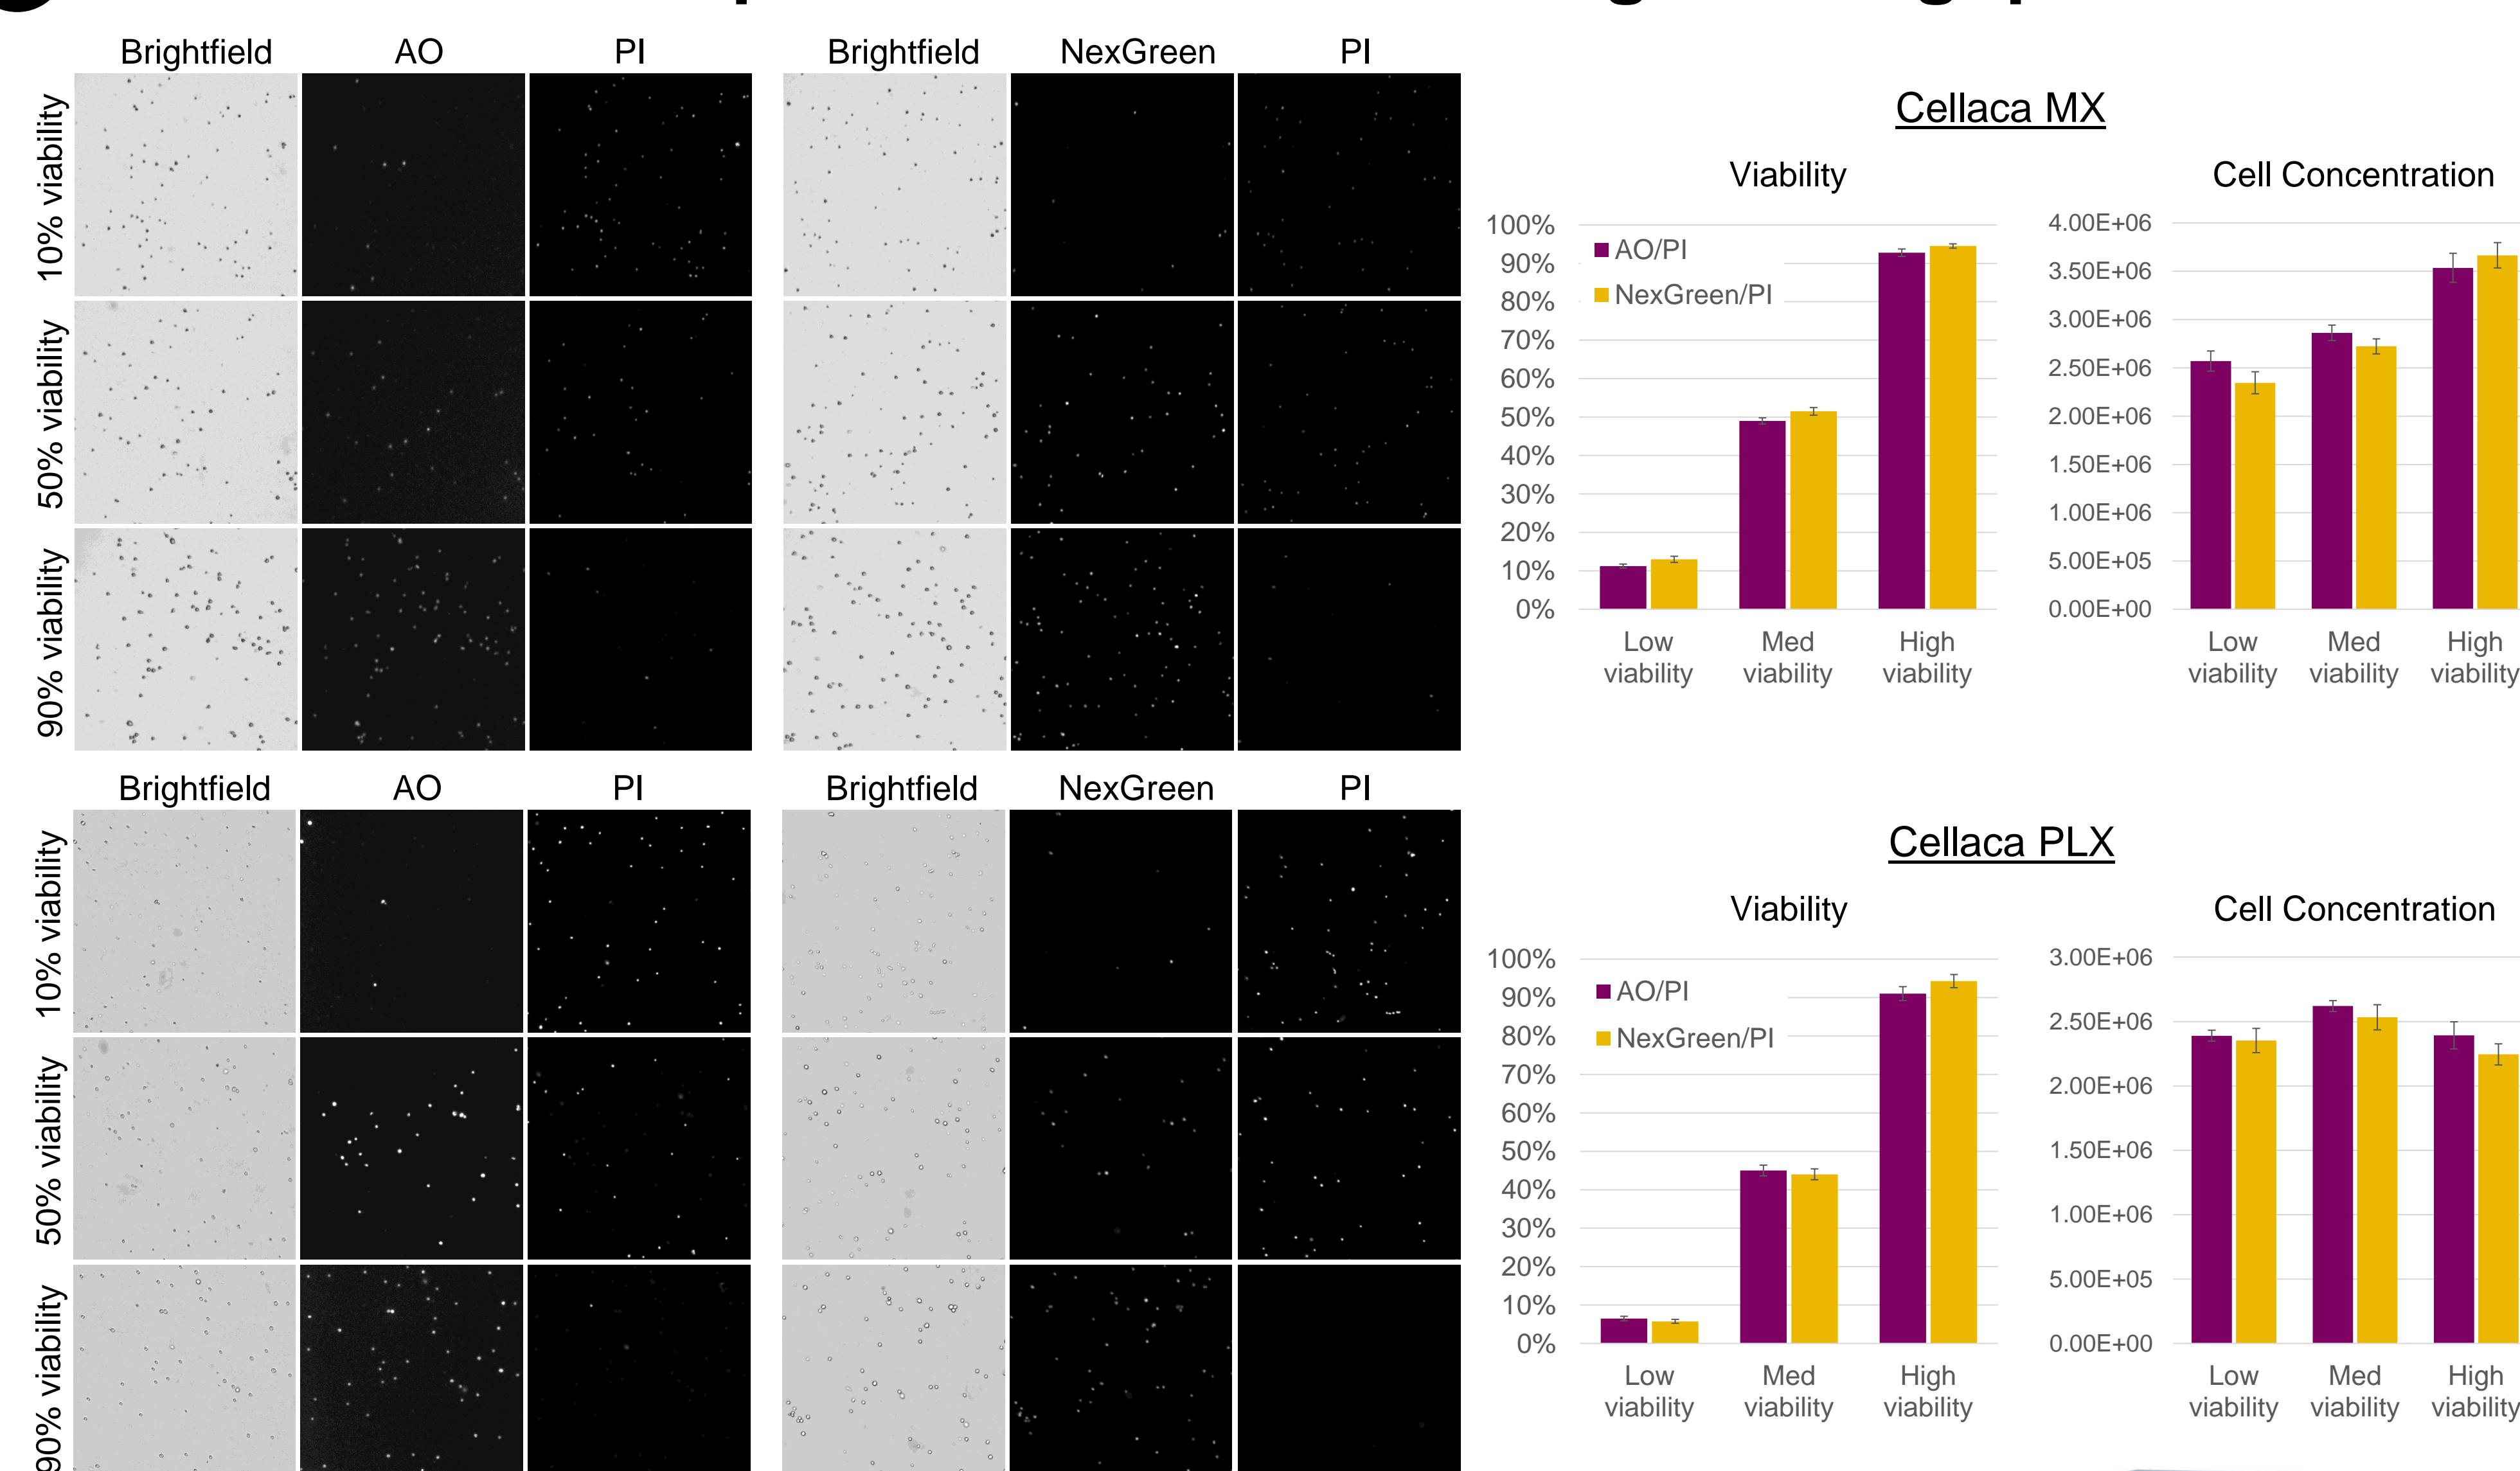 Brightfield AO PI Brightfield NexGreen PI
10% viability
50% viability
90% viability
Cellaca MX
Viability
100%
90%
80%
70%
60%
50%
40%
30%
20%
10%
0%
AO/PI
NexGreen/PI
Low viability
Med viability
High viability
Cell Concentration
4.00E+06
3.50E+06
3.00E+06
2.50E+06
2.00E+06
1.50E+06
1.00E+06
5.00E+05
0.00E+00
Low viability
Med viability
High viability
Brightfield AO PI Brightfield NexGreen PI
10% viability
50% viability
90% viability
Cellaca PLX
Viability
100%
90%
80%
70%
60%
50%
40%
30%
20%
10%
0%
AO/PI
NexGreen/PI
Low viability
Med viability
High viability
Cell Concentration
3.00E+06
2.50E+06
2.00E+06
1.50E+06
1.00E+06
5.00E+05
0.00E+00
Low viability
Med viability
High viability